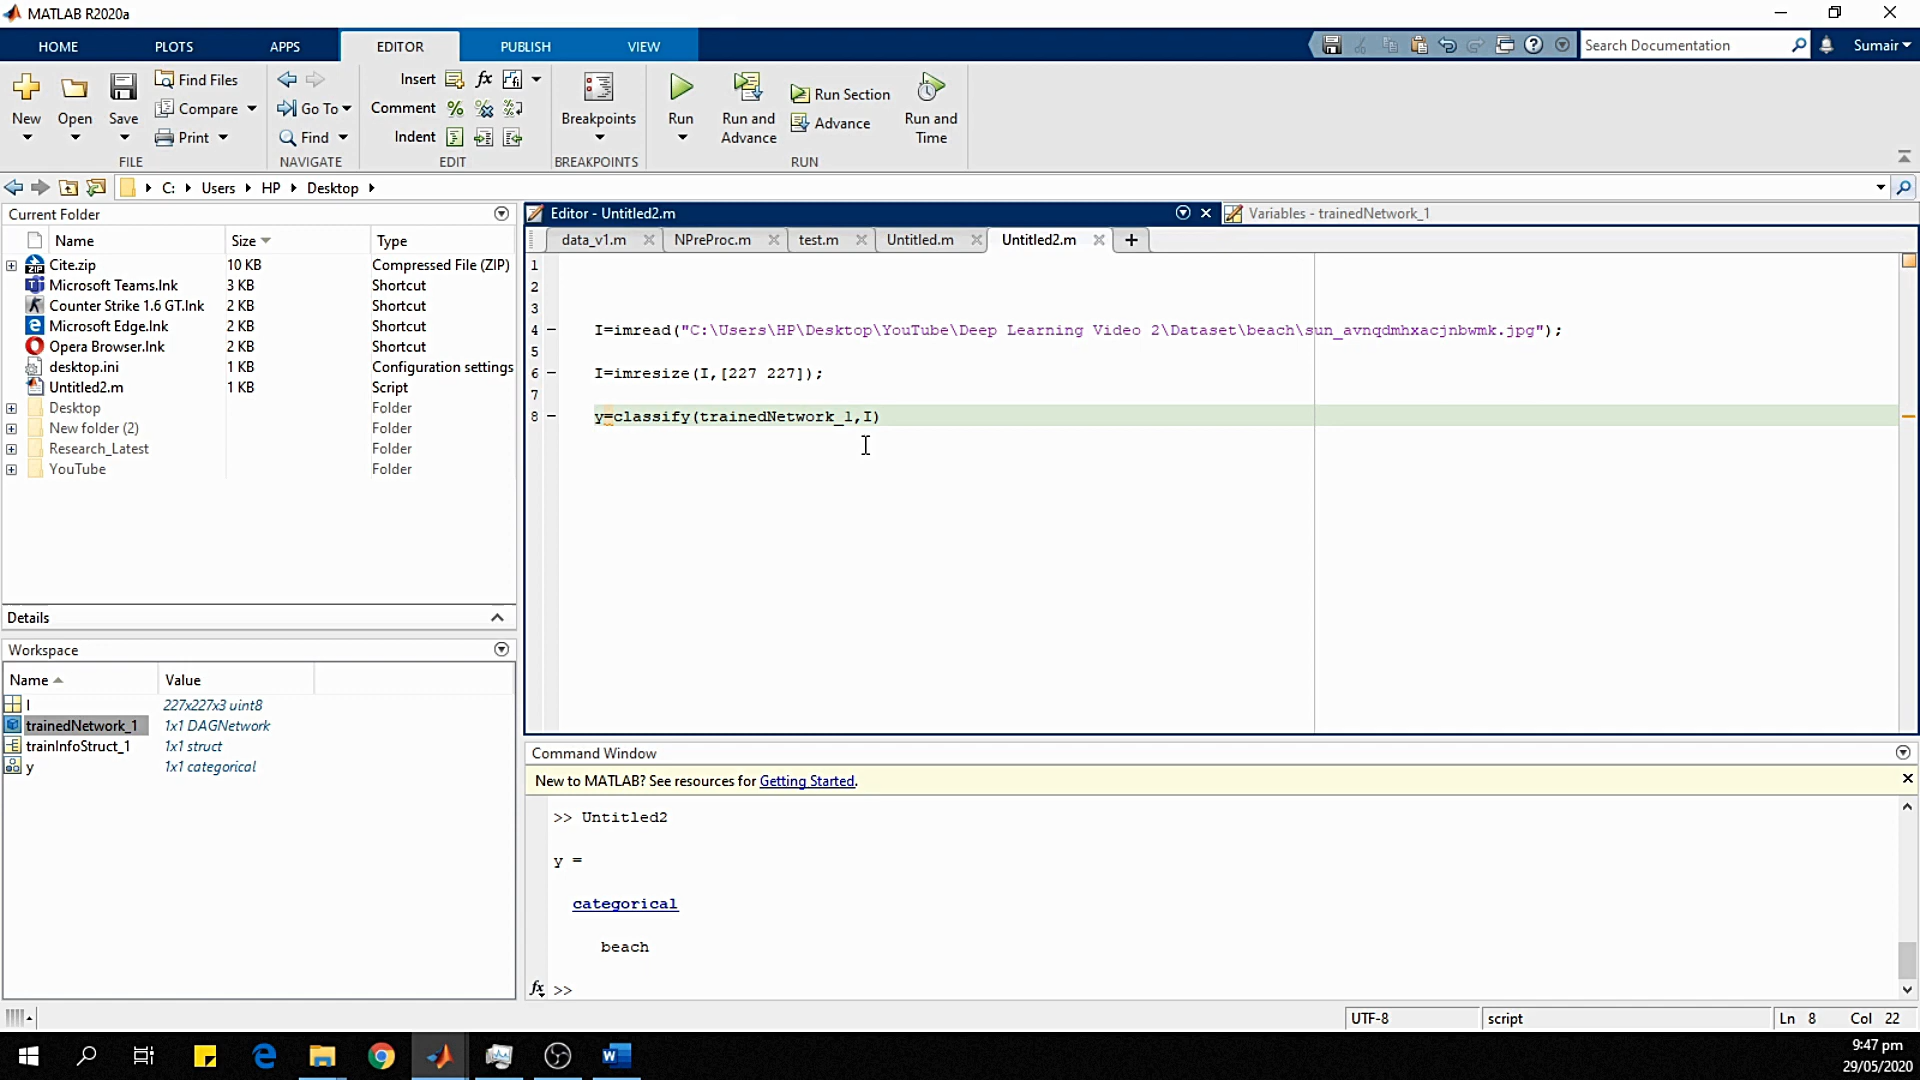 MATLAB R2020a
HOME PLOTS APPS EDITOR PUBLISH VIEW
Search Documentation
Sumair
New Open Save
Find Files
Compare
Print
FILE
Go To
Find
NAVIGATE
Insert fx
Comment %
Indent
EDIT
Breakpoints
BREAKPOINTS
Run
Run and Advance
Run Section
Advance
Run and Time
RUN
C: Users HP Desktop
Current Folder
Name Size Type
Cite.zip 10 KB Compressed File (ZIP)
Microsoft Teams.lnk 3 KB Shortcut
Counter Strike 1.6 GT.lnk 2 KB Shortcut
Microsoft Edge.lnk 2 KB Shortcut
Opera Browser.lnk 2 KB Shortcut
desktop.ini 1 KB Configuration settings
Untitled2.m 1 KB Script
Desktop Folder
New folder (2) Folder
Research_Latest Folder
YouTube Folder
Details
Workspace
Name Value
I 227x227x3 uint8
trainedNetwork_1 1x1 DAGNetwork
trainInfoStruct_1 1x1 struct
y 1x1 categorical
Editor - Untitled2.m
Variables - trainedNetwork_1
data_v1.m NPreProc.m test.m Untitled.m Untitled2.m
1
2
3
4 I=imread("C:\Users\HP\Desktop\YouTube\Deep Learning Video 2\Dataset\beach\sun_avnqdmhxacjnbwmk.jpg");
5
6 I=imresize(I,[227 227]);
7
8 y=classify(trainedNetwork_1,I)
Command Window
New to MATLAB? See resources for Getting Started.
>> Untitled2
y =
categorical
beach
fx >>
UTF-8 script Ln 8 Col 22
9:47 pm
29/05/2020